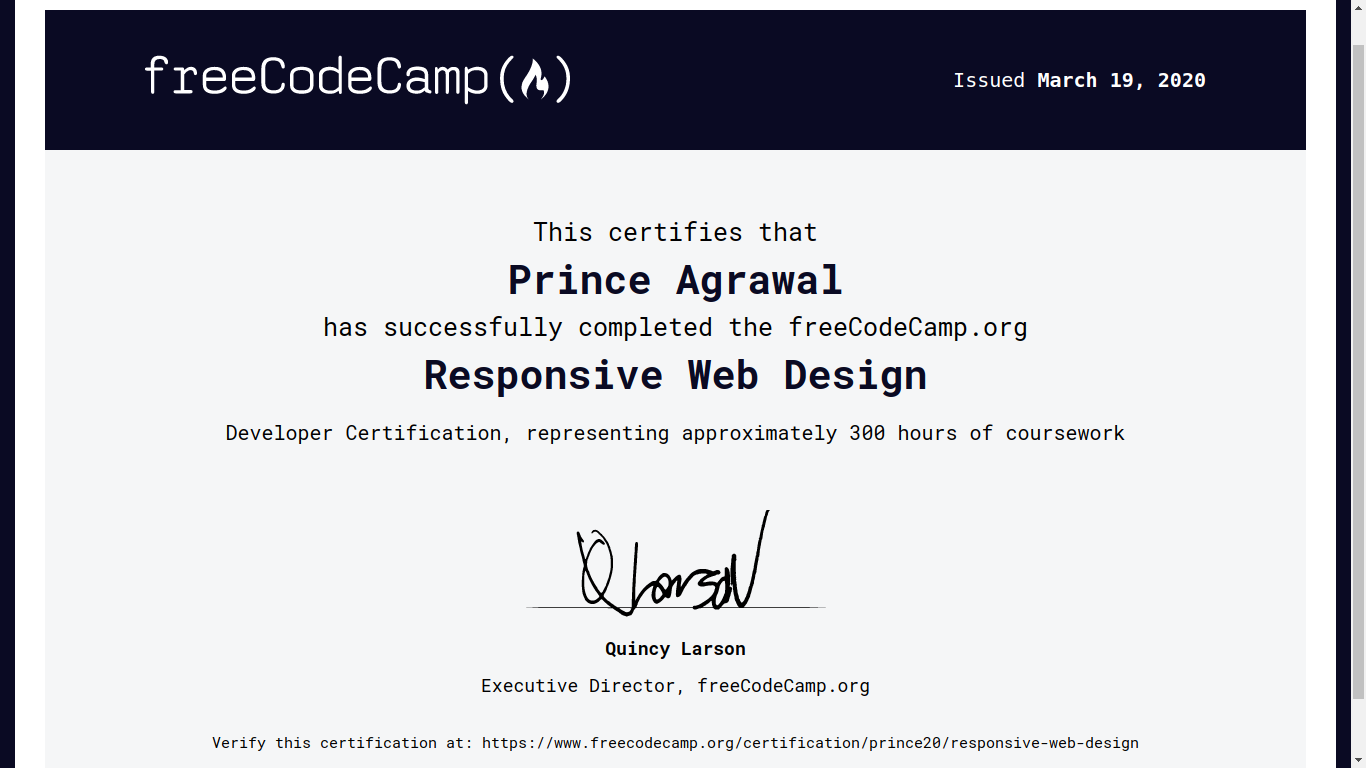 freeCodeCamp(🔥)
Issued March 19, 2020
This certifies that
Prince Agrawal
has successfully completed the freeCodeCamp.org
Responsive Web Design
Developer Certification, representing approximately 300 hours of coursework
QLarson
Quincy Larson
Executive Director, freeCodeCamp.org
Verify this certification at: https://www.freecodecamp.org/certification/prince20/responsive-web-design